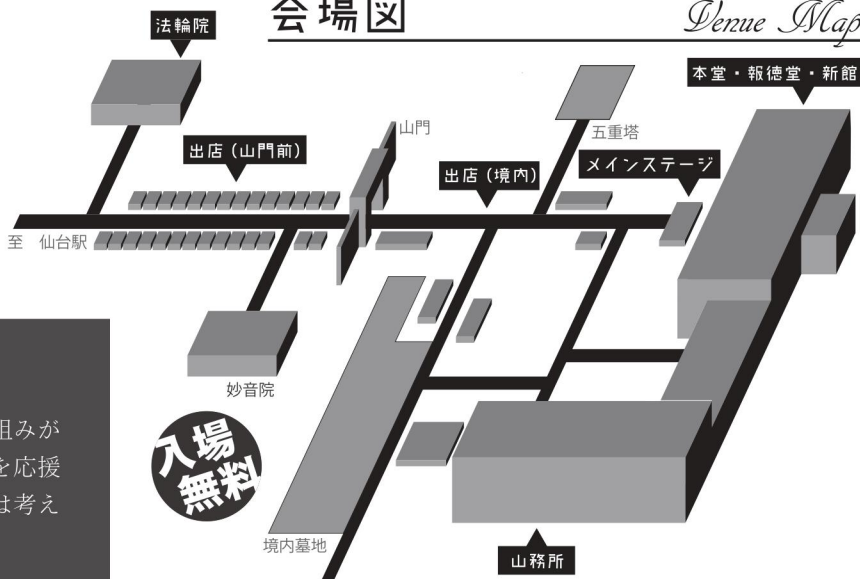 会場図
Venue Map
法輪院
本堂・報徳堂・新館
山門
五重塔
出店（山門前）
出店（境内）
メインステージ
至 仙台駅
妙音院
入場
無料
組みが
を応援
は考え
境内墓地
山務所